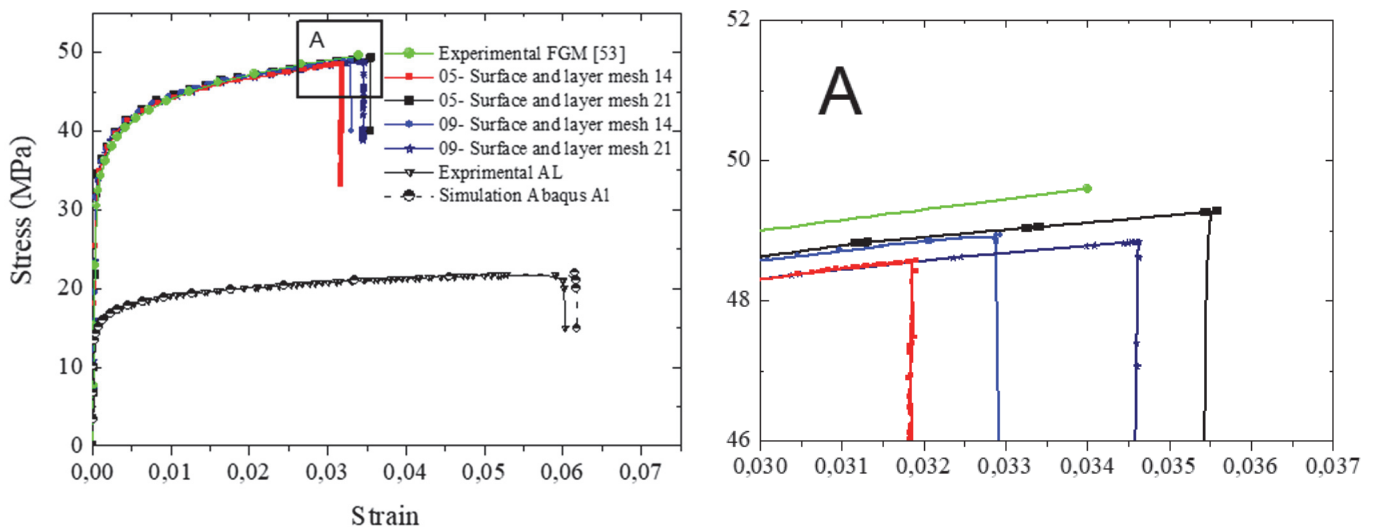 A
Experimental FGM [53]
05- Surface and layer mesh 14
05- Surface and layer mesh 21
09- Surface and layer mesh 14
09- Surface and layer mesh 21
Exprimental AL
Simulation Abaqus Al
50
40
30
20
10
0
Stress (MPa)
0,00 0,01 0,02 0,03 0,04 0,05 0,06 0,07
Strain
A
52
50
48
46
0,030 0,031 0,032 0,033 0,034 0,035 0,036 0,037